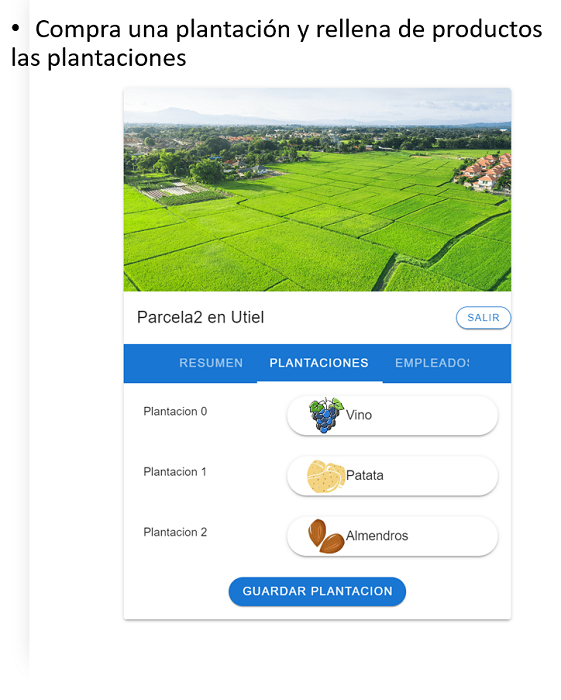 • Compra una plantación y rellena de productos
las plantaciones
Parcela2 en Utiel
SALIR
RESUMEN PLANTACIONES EMPLEADOS
Plantacion 0
Vino
Plantacion 1
Patata
Plantacion 2
Almendros
GUARDAR PLANTACION